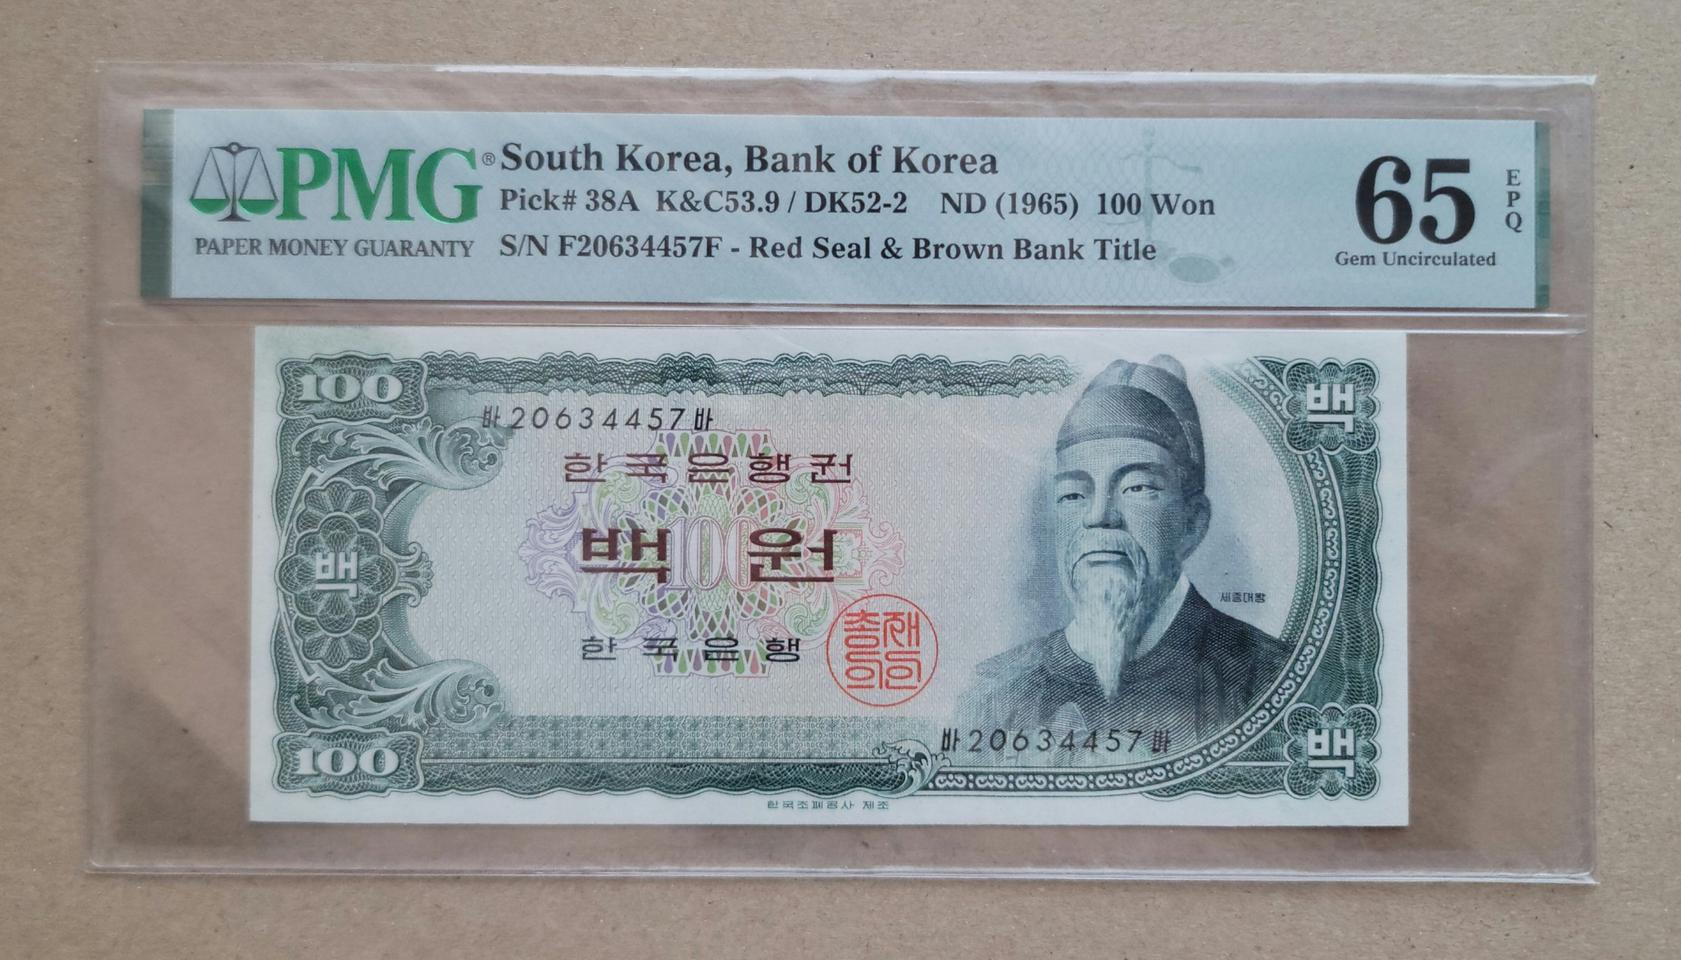 PMG®
PAPER MONEY GUARANTY
South Korea, Bank of Korea
Pick# 38A K&C53.9 / DK52-2 ND (1965) 100 Won
S/N F20634457F - Red Seal & Brown Bank Title
65
EPQ
Gem Uncirculated
100
백
바20634457바
한국은행권
100
백원
백
세종대왕
한국은행
총재의인
바20634457바
100
백
한국조폐공사 제조